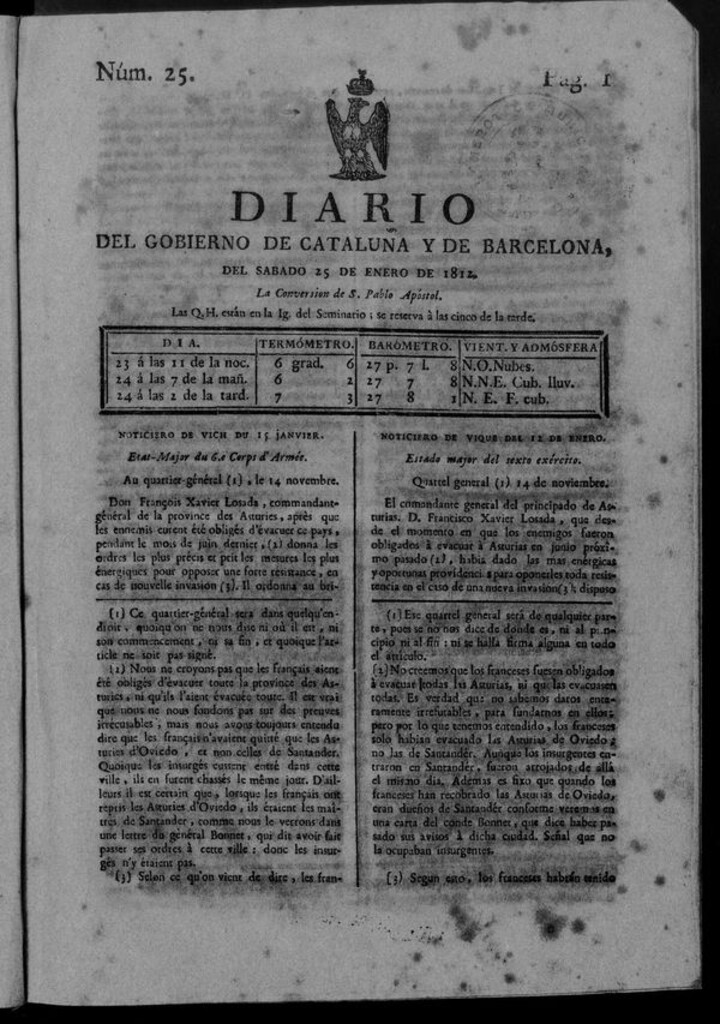 Núm. 25.
Pag. 1
DIARIO
DEL GOBIERNO DE CATALUÑA Y DE BARCELONA,
DEL SABADO 25 DE ENERO DE 1812.
La Conversion de S. Pablo Apóstol.
Las Q.H. están en la Ig. del Seminario; se reserva à las cinco de la tarde.
DIA. TERMÓMETRO. BARÓMETRO. VIENT. Y ADMÓSFERA
23 á las 11 de la noc. 6 grad. 6 27 p. 7 l. 8 N.O.Nubes.
24 á las 7 de la mañ. 6 2 27 7 8 N.N.E. Cub. lluv.
24 á las 2 de la tard. 7 3 27 8 1 N. E. F. cub.
NOTICIERO DE VICH DU 15 JANVIER.
Etat-Major du 6.e Corps d'Armée.
Au quartier-général (1), le 14 novembre.
Don François Xavier Losada, commandant-
général de la province des Asturies, après que
les ennemis eurent été obligés d'évacuer ce pays,
pendant le mois de juin dernier, (2) donna les
ordres les plus précis et prit les mesures les plus
énergiques pour opposer une forte resistance, en
cas de nouvelle invasion (3). Il ordonna au bri-
(1) Ce quartier-général sera dans quelqu'en-
droit, quoiqu'on ne nous dise ni où il est, ni
son commencement, ni sa fin, et quoique l'ar-
ticle ne soit pas signé.
(2) Nous ne croyons pas que les français aient
été obligés d'évacuer toute la province des As-
turies, ni qu'ils l'aient évacuée toute. Il est vrai
que nous ne nous fondons pas sur des preuves
irrecusables, mais nous avons toujours entendu
dire que les français n'avaient quitté que les As-
turies d'Oviedo, et non celles de Santander.
Quoique les insurgés eussent entré dans cette
ville, ils en furent chassés le même jour. D'ail-
leurs il est certain que, lorsque les français ont
repris les Asturies d'Oviedo, ils étaient les maî-
tres de Santander, comme nous le verrons dans
une lettre du général Bonnet, qui dit avoir fait
passer ses ordres à cette ville: donc les insur-
gés n'y étaient pas.
(3) Selon ce qu'on vient de dire, les fran-
NOTICIERO DE VIQUE DEL 12 DE ENERO.
Estado mayor del sexto exército.
Quartel general (1) 14 de noviembre.
El comandante general del principado de As-
turias. D. Francisco Xavier Losada, que des-
de el momento en que los enemigos fueron
obligados à evacuar à Asturias en junio próxi-
mo pasado (2), habia dado las mas enérgicas
y oportunas providencias para oponerles toda resis-
tencia en el caso de una nueva invasion (3), dispuso
(1) Ese quartel general será de qualquier par-
te, pues se no nos dice de donde es, ni al prin-
cipio ni al fin: ni se halla firma alguna en todo
el articulo.
(2) No creemos que los franceses fuesen obligados
à evacuar todas las Asturias, ni que las evacuasen
todas. Es verdad que no sabemos datos ente-
ramente irrefutables, para fundarnos en ellos;
pero por lo que tenemos entendido, los franceses
solo habian evacuado las Asturias de Oviedo,
no las de Santander. Aunque los insurgentes en-
traron en Santander, fueron arrojados de allá
el mismo dia. Ademas es fixo que quando los
franceses han recobrado las Asturias de Oviedo,
eran dueños de Santander conforme veremos en
una carta del conde Bonnet, que dice haber pa-
sado sus avisos à dicha ciudad. Señal que no
la ocupaban insurgentes.
(3) Segun esto, los franceses habrán tenido